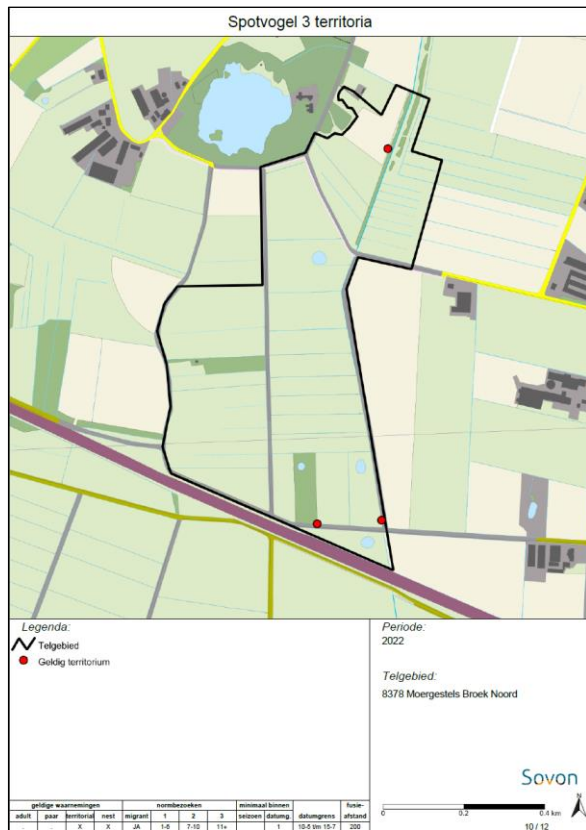 Spotvogel 3 territoria
Legenda:
Telgebied
Geldig territorium
Periode:
2022
Telgebied:
8378 Moergestels Broek Noord
Sovon
0 0.2 0.4 km
N
10 / 12
geldige waarnemingen normbezoeken minimaal binnen fusie-
adult paar territorial nest migrant 1 2 3 seizoen datumg. datumgrens afstand
. . X X JA 1-6 7-10 11+ . 1 10-5 t/m 15-7 200